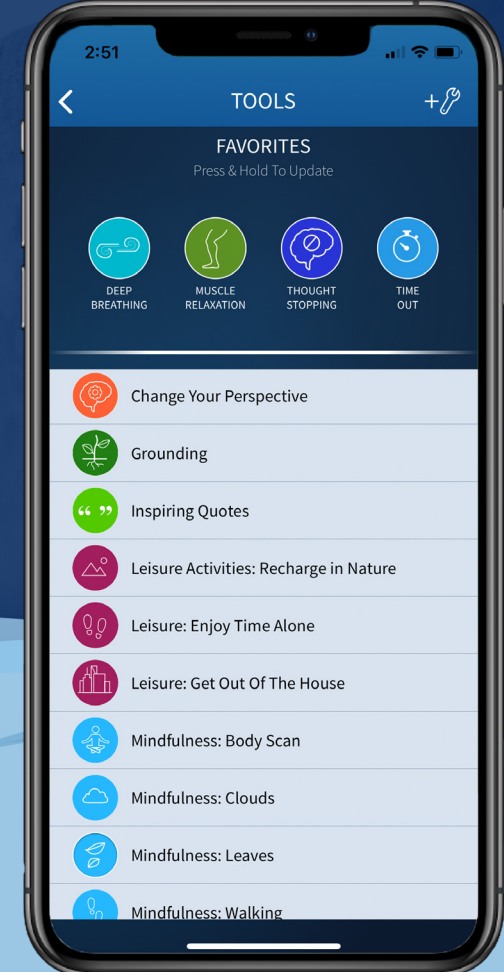 2:51
TOOLS
FAVORITES
Press & Hold To Update
DEEP
BREATHING
MUSCLE
RELAXATION
THOUGHT
STOPPING
TIME
OUT
Change Your Perspective
Grounding
Inspiring Quotes
Leisure Activities: Recharge in Nature
Leisure: Enjoy Time Alone
Leisure: Get Out Of The House
Mindfulness: Body Scan
Mindfulness: Clouds
Mindfulness: Leaves
Mindfulness: Walking